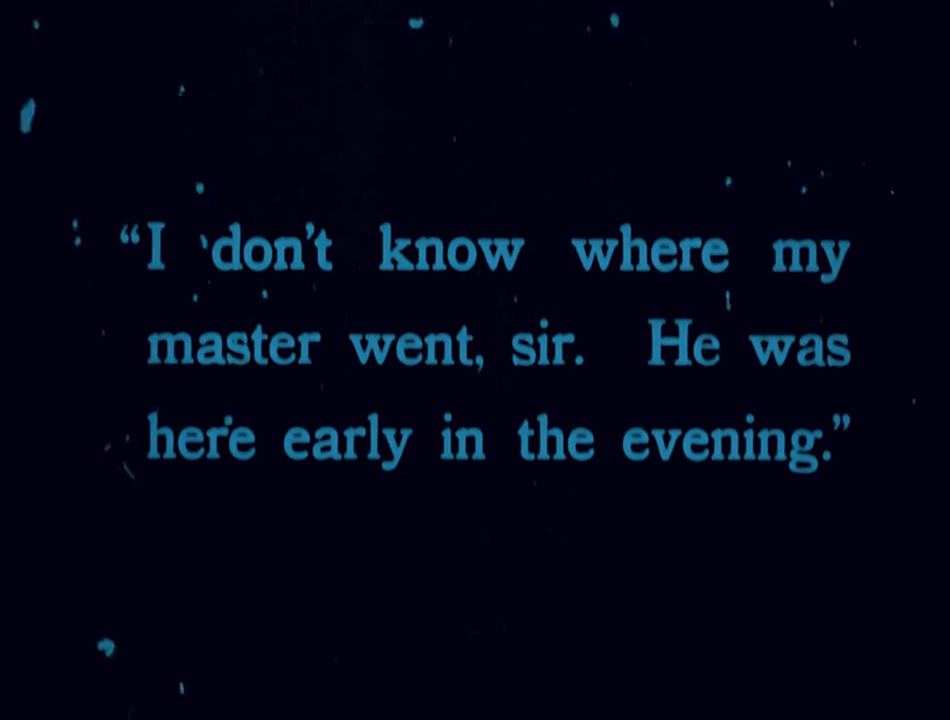 “I don’t know where my
master went, sir. He was
here early in the evening.”